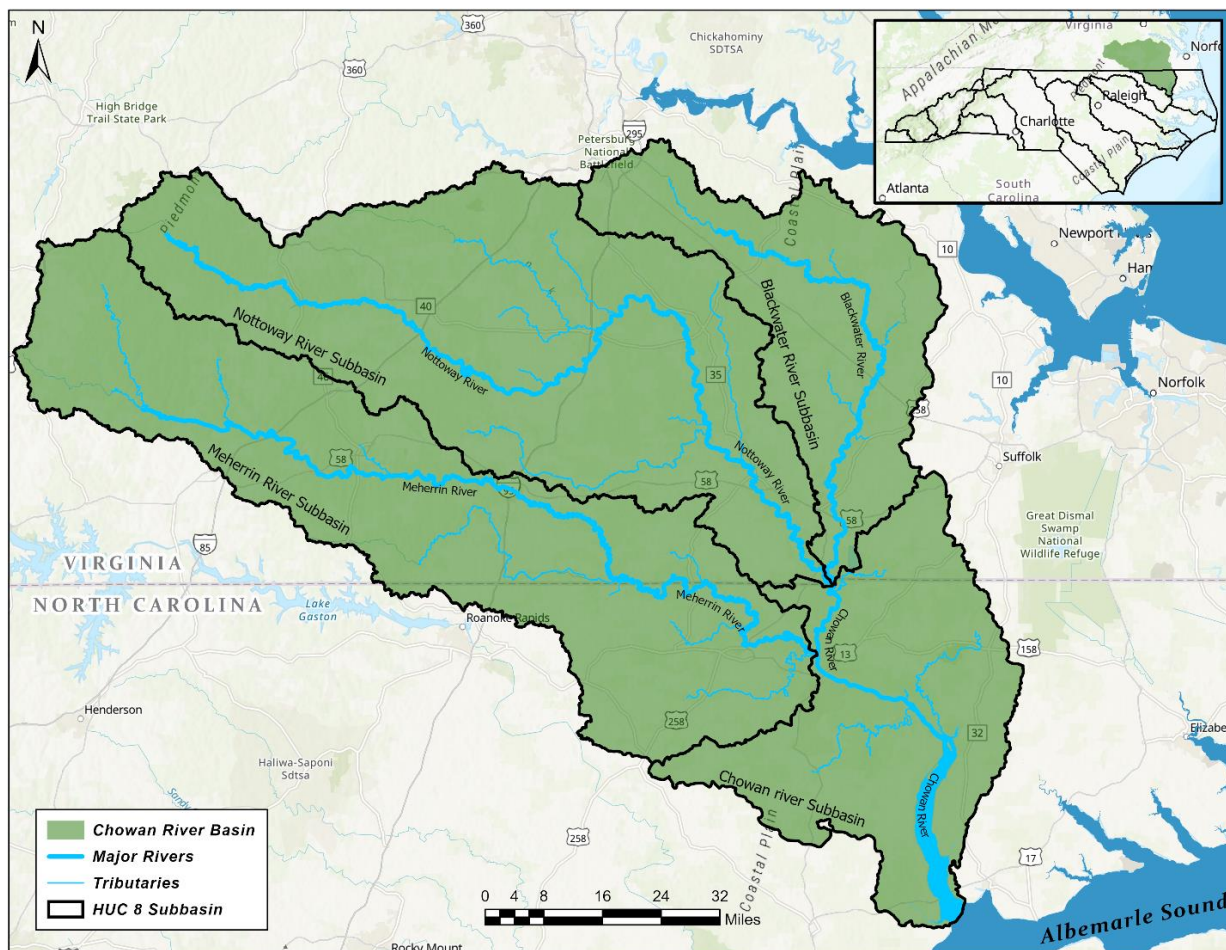 N
360
360
Chickahominy
SDTSA
High Bridge
Trail State Park
Petersburg
National
Battlefield
295
Virginia
Appalachian
Piedmont
Raleigh
Charlotte
Coastal Plain
South
Carolina
Atlanta
Piedmont
Coastal Plain
10
Newport
Nottoway River Subbasin
40
Nottoway River
46
35
Blackwater River Subbasin
Blackwater River
10
Norfolk
58
Suffolk
Meherrin River Subbasin
58
Meherrin River
95
58
Nottoway River
58
Great Dismal
Swamp
National
Wildlife Refuge
VIRGINIA
85
NORTH CAROLINA
Lake
Gaston
Roanoke Rapids
Meherrin River
Chowan River
13
158
Henderson
258
32
Haliwa-Saponi
Sdtsa
Sandy
Chowan river Subbasin
Chowan River
Coastal Plain
258
17
Chowan River Basin
Major Rivers
Tributaries
HUC 8 Subbasin
0 4 8 16 24 32
Miles
Albemarle Sound
Rocky Mount